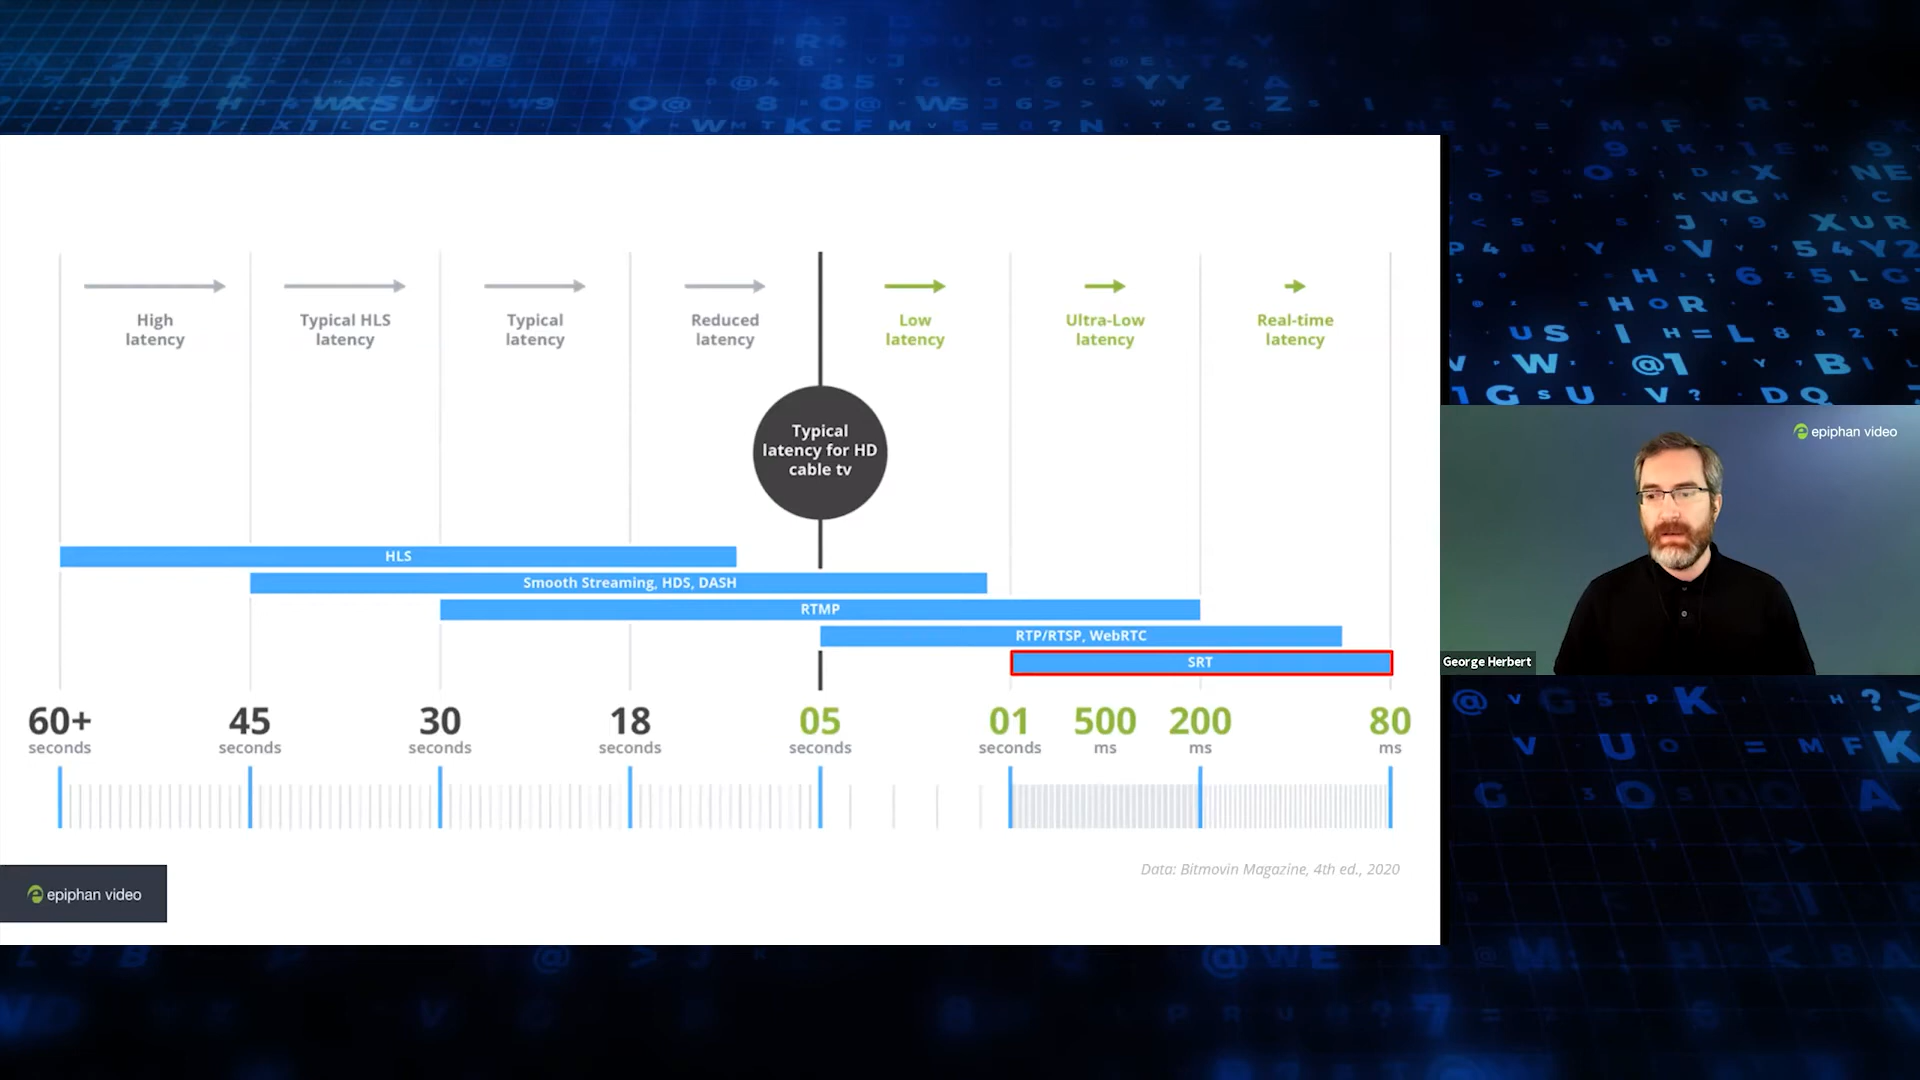 High
latency
Typical HLS
latency
Typical
latency
Reduced
latency
Low
latency
Ultra-Low
latency
Real-time
latency
Typical
latency for HD
cable tv
HLS
Smooth Streaming, HDS, DASH
RTMP
RTP/RTSP, WebRTC
SRT
60+
seconds
45
seconds
30
seconds
18
seconds
05
seconds
01
seconds
500
ms
200
ms
80
ms
Data: Bitmovin Magazine, 4th ed., 2020
epiphan video
epiphan video
George Herbert